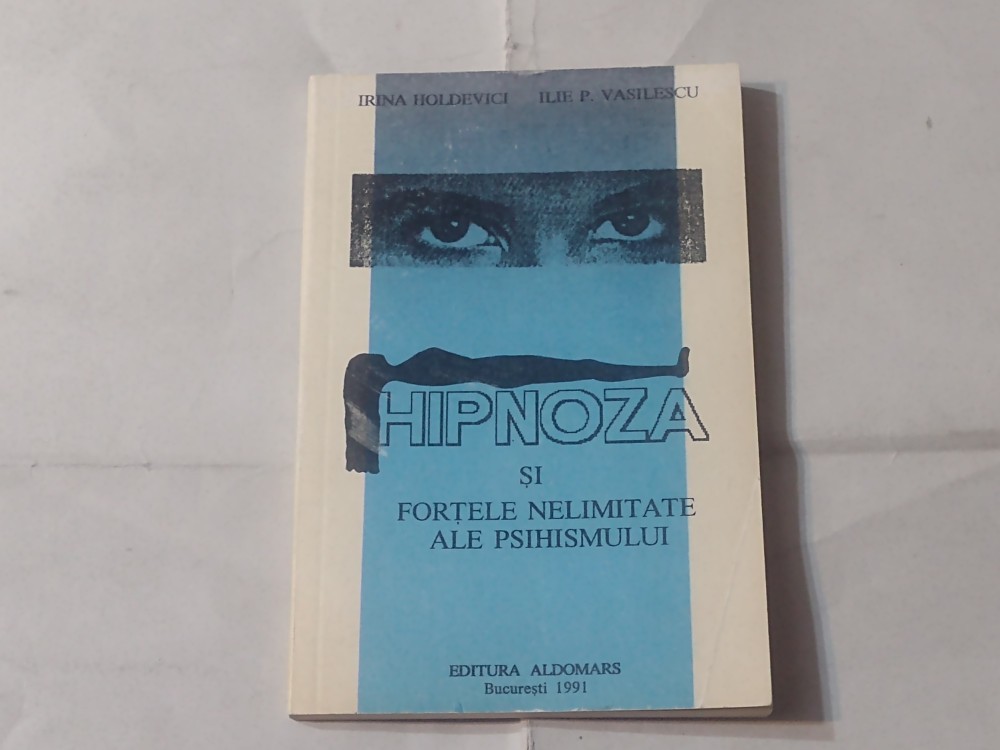 IRINA HOLDEVICI ILIE P. VASILESCU
HIPNOZA
ȘI
FORȚELE NELIMITATE
ALE PSIHISMULUI
EDITURA ALDOMARS
București 1991